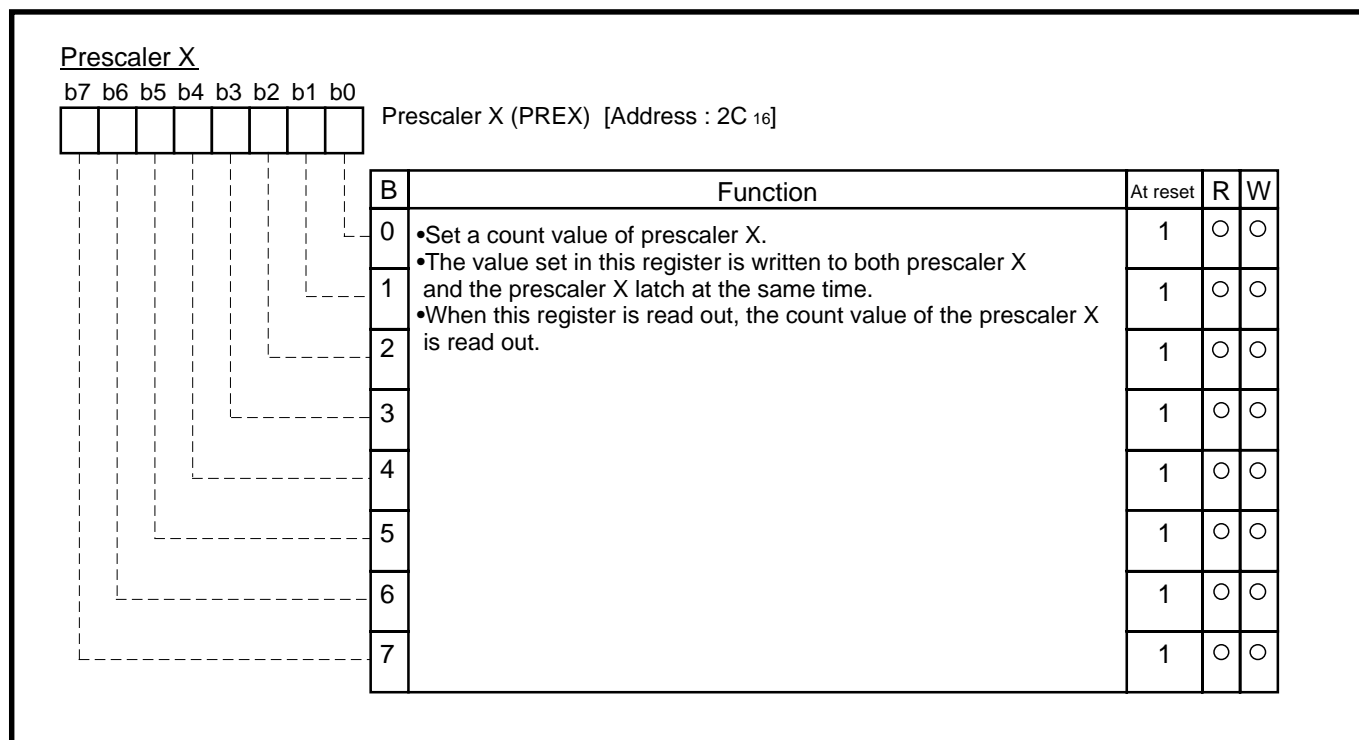 Prescaler X
b7 b6 b5 b4 b3 b2 b1 b0
Prescaler X (PREX) [Address : 2C 16]
B Function At reset R W
0 •Set a count value of prescaler X. 1 ○ ○
•The value set in this register is written to both prescaler X
1 and the prescaler X latch at the same time. 1 ○ ○
•When this register is read out, the count value of the prescaler X
2 is read out. 1 ○ ○
3 1 ○ ○
4 1 ○ ○
5 1 ○ ○
6 1 ○ ○
7 1 ○ ○